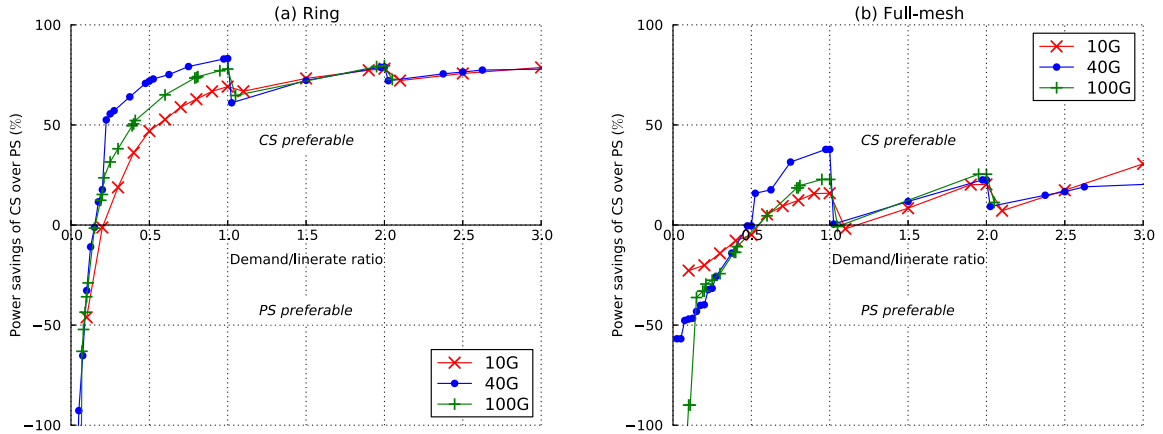 (a) Ring
Power savings of CS over PS (%)
100
50
0
−50
−100
0.0 0.5 1.0 1.5 2.0 2.5 3.0
Demand/linerate ratio
CS preferable
PS preferable
10G
40G
100G
(b) Full-mesh
Power savings of CS over PS (%)
100
50
0
−50
−100
0.0 0.5 1.0 1.5 2.0 2.5 3.0
Demand/linerate ratio
CS preferable
PS preferable
10G
40G
100G